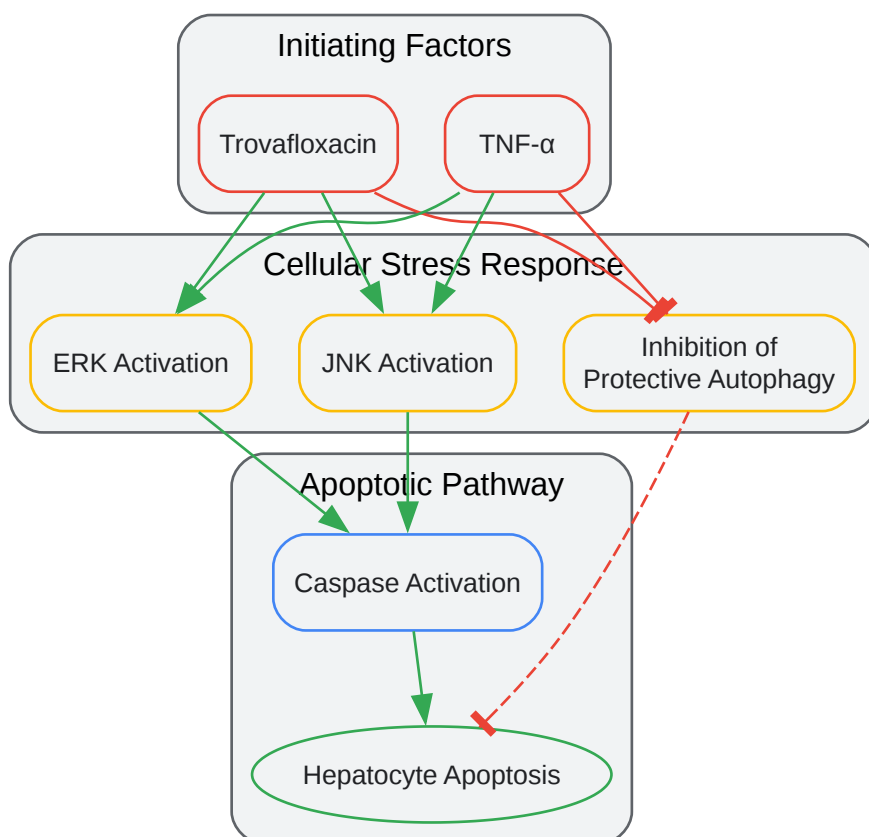 Initiating Factors
Trovafloxacin
TNF-α
Cellular Stress Response
ERK Activation
JNK Activation
Inhibition of
Protective Autophagy
Apoptotic Pathway
Caspase Activation
Hepatocyte Apoptosis